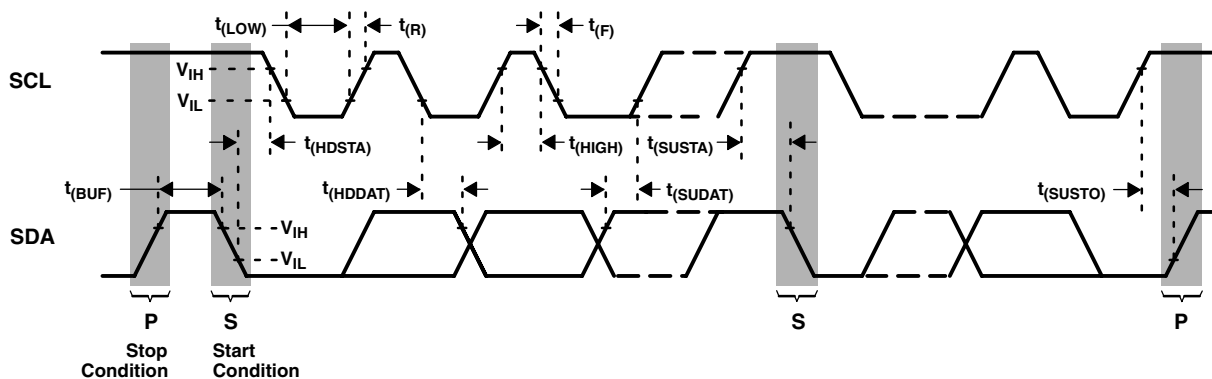 t(LOW) t(R) t(F)
SCL
VIH
VIL
t(HDSTA) t(HIGH) t(SUSTA)
t(BUF) t(HDDAT) t(SUDAT) t(SUSTO)
SDA
VIH
VIL
P S S P
Stop Condition
Start Condition